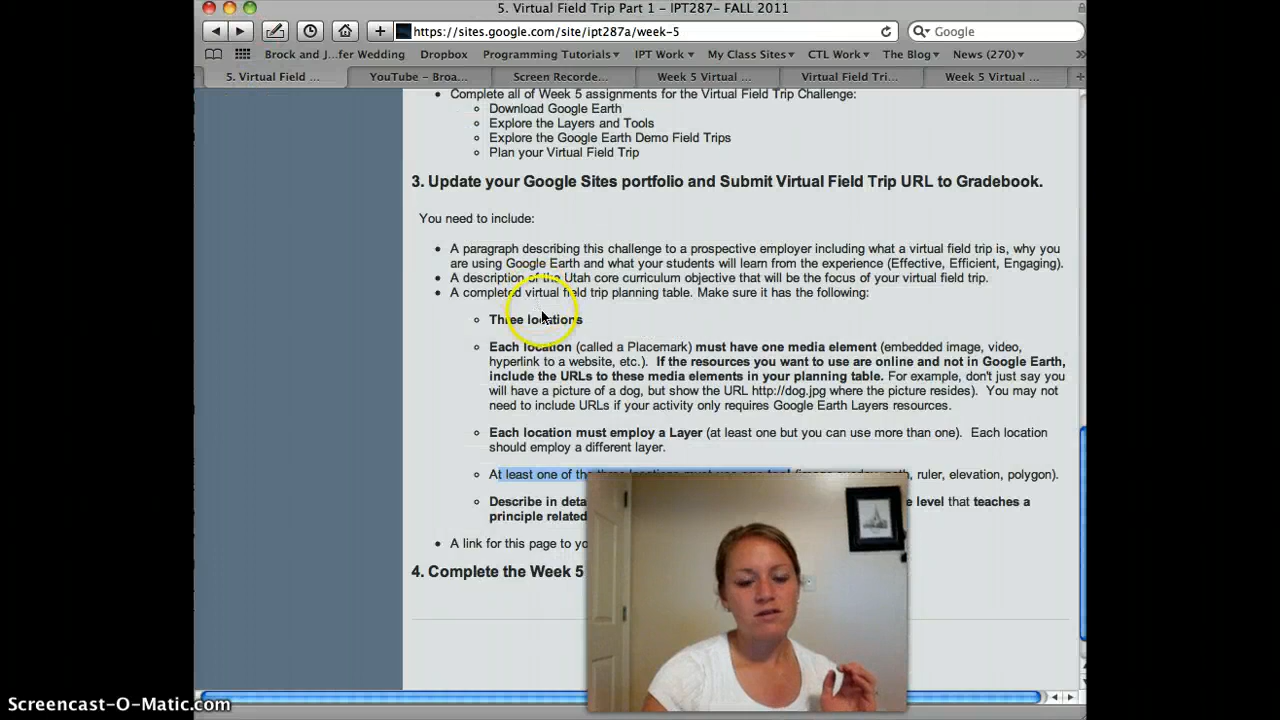 5. Virtual Field Trip Part 1 - IPT287- FALL 2011
https://sites.google.com/site/ipt287a/week-5
Google
Brock and J...fer Wedding Dropbox Programming Tutorials IPT Work My Class Sites CTL Work The Blog News (270)
5. Virtual Field ... YouTube - Broa... Screen Recorde... Week 5 Virtual ... Virtual Field Tri... Week 5 Virtual ...
Complete all of Week 5 assignments for the Virtual Field Trip Challenge:
Download Google Earth
Explore the Layers and Tools
Explore the Google Earth Demo Field Trips
Plan your Virtual Field Trip
3. Update your Google Sites portfolio and Submit Virtual Field Trip URL to Gradebook.
You need to include:
A paragraph describing this challenge to a prospective employer including what a virtual field trip is, why you
are using Google Earth and what your students will learn from the experience (Effective, Efficient, Engaging).
A description of the Utah core curriculum objective that will be the focus of your virtual field trip.
A completed virtual field trip planning table. Make sure it has the following:
Three locations
Each location (called a Placemark) must have one media element (embedded image, video,
hyperlink to a website, etc.). If the resources you want to use are online and not in Google Earth,
include the URLs to these media elements in your planning table. For example, don't just say you
will have a picture of a dog, but show the URL http://dog.jpg where the picture resides). You may not
need to include URLs if your activity only requires Google Earth Layers resources.
Each location must employ a Layer (at least one but you can use more than one). Each location
should employ a different layer.
At least one of the three locations must use one tool ruler, elevation, polygon).
Describe in deta level that teaches a
principle related
A link for this page to yo
4. Complete the Week 5
Screencast-O-Matic.com